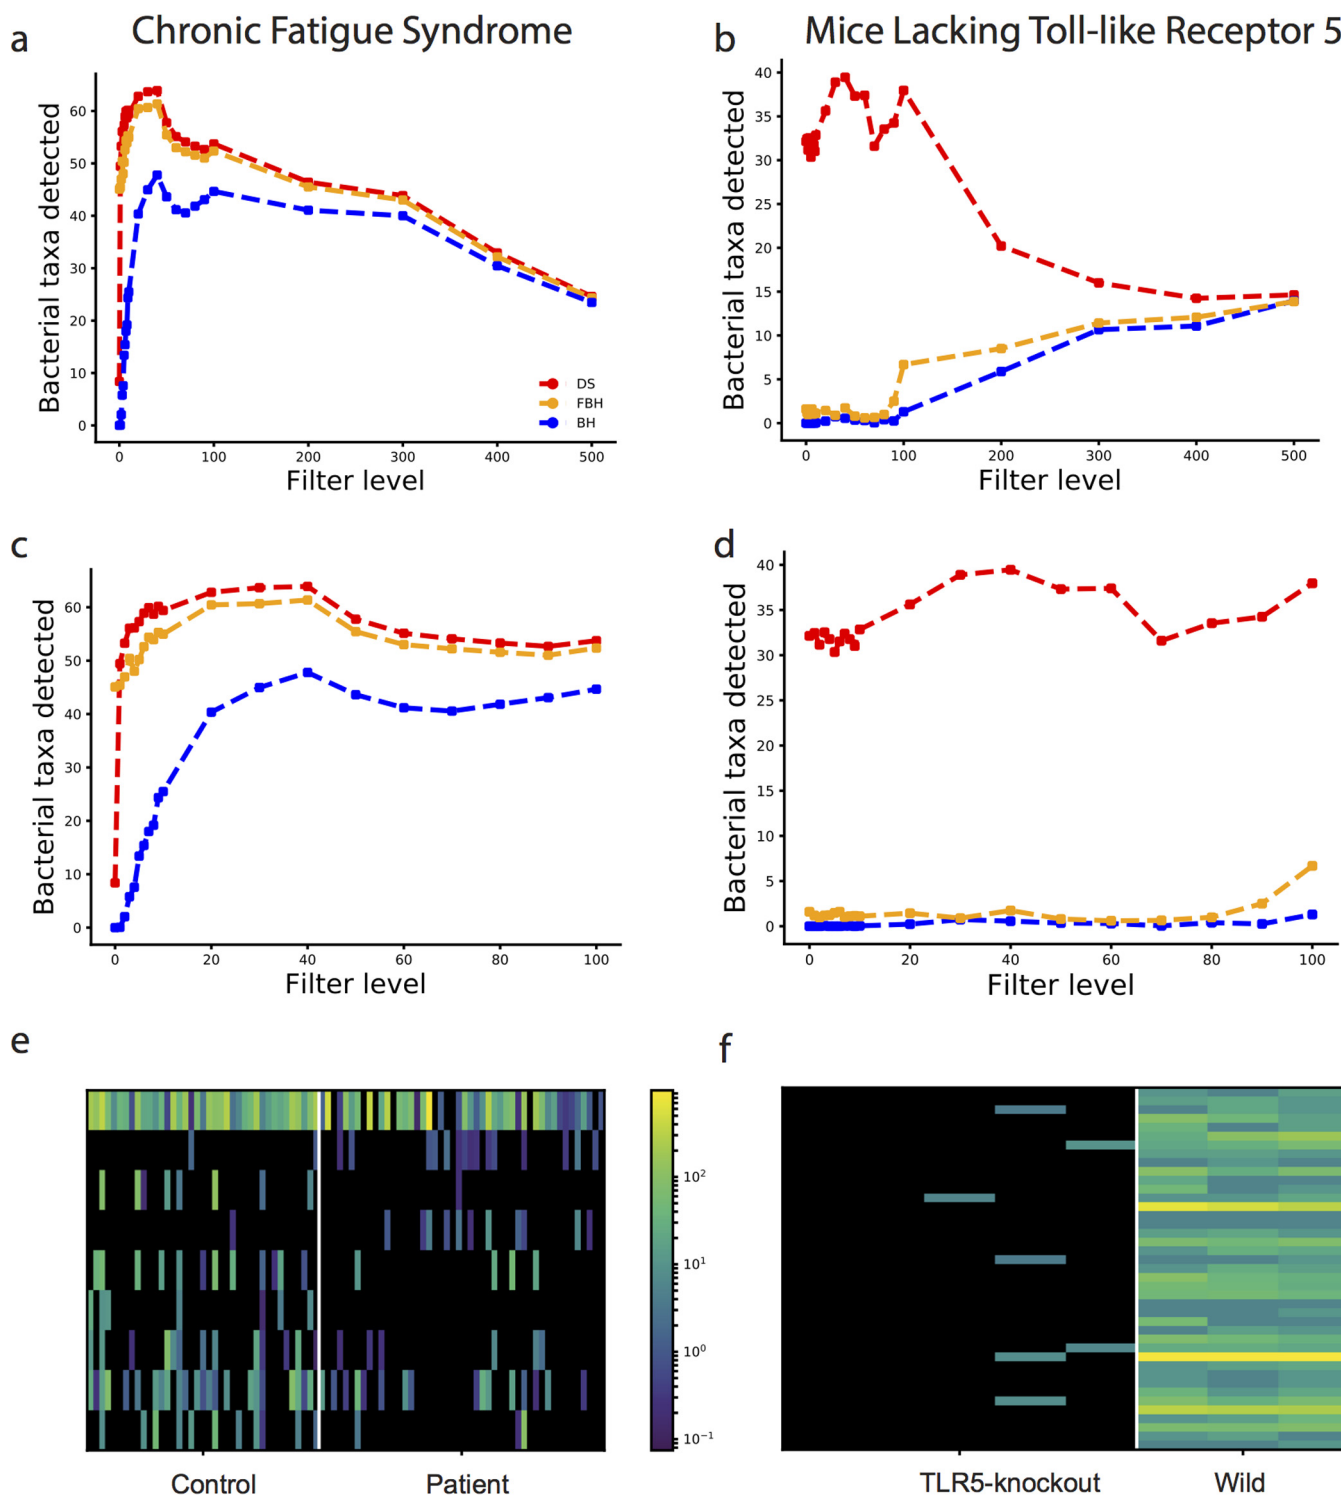 a
Chronic Fatigue Syndrome
b
Mice Lacking Toll-like Receptor 5
Bacterial taxa detected
60
50
40
30
20
10
0
DS
FBH
BH
0 100 200 300 400 500
Filter level
Bacterial taxa detected
40
35
30
25
20
15
10
5
0
0 100 200 300 400 500
Filter level
c
Bacterial taxa detected
60
50
40
30
20
10
0
0 20 40 60 80 100
Filter level
d
Bacterial taxa detected
40
35
30
25
20
15
10
5
0
0 20 40 60 80 100
Filter level
e
10²
10¹
10⁰
10⁻¹
Control Patient
f
TLR5-knockout Wild